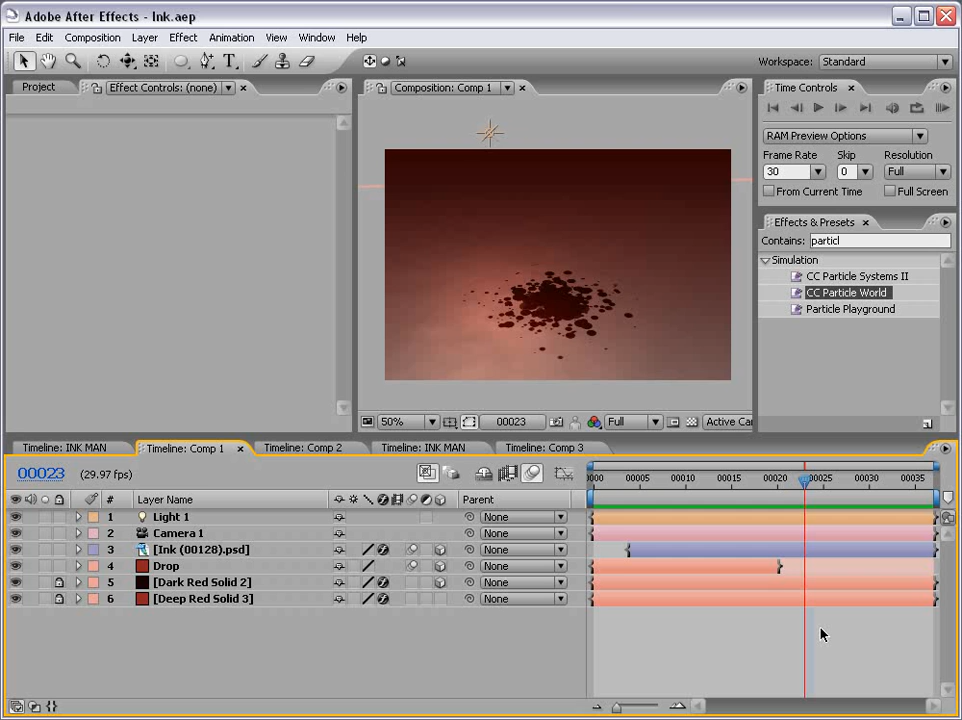 Adobe After Effects - Ink.aep
File Edit Composition Layer Effect Animation View Window Help
Workspace: Standard
Project Effect Controls: (none)
Composition: Comp 1
Time Controls
RAM Preview Options
Frame Rate Skip Resolution
30 0 Full
From Current Time Full Screen
Effects & Presets
Contains: particl
Simulation
CC Particle Systems II
CC Particle World
Particle Playground
50% 00023 Full Active Ca
Timeline: INK MAN Timeline: Comp 1 Timeline: Comp 2 Timeline: INK MAN Timeline: Comp 3
00023 (29.97 fps)
0000 00005 00010 00015 00020 00025 00030 00035
# Layer Name Parent
1 Light 1 None
2 Camera 1 None
3 [Ink (00128).psd] None
4 Drop None
5 [Dark Red Solid 2] None
6 [Deep Red Solid 3] None